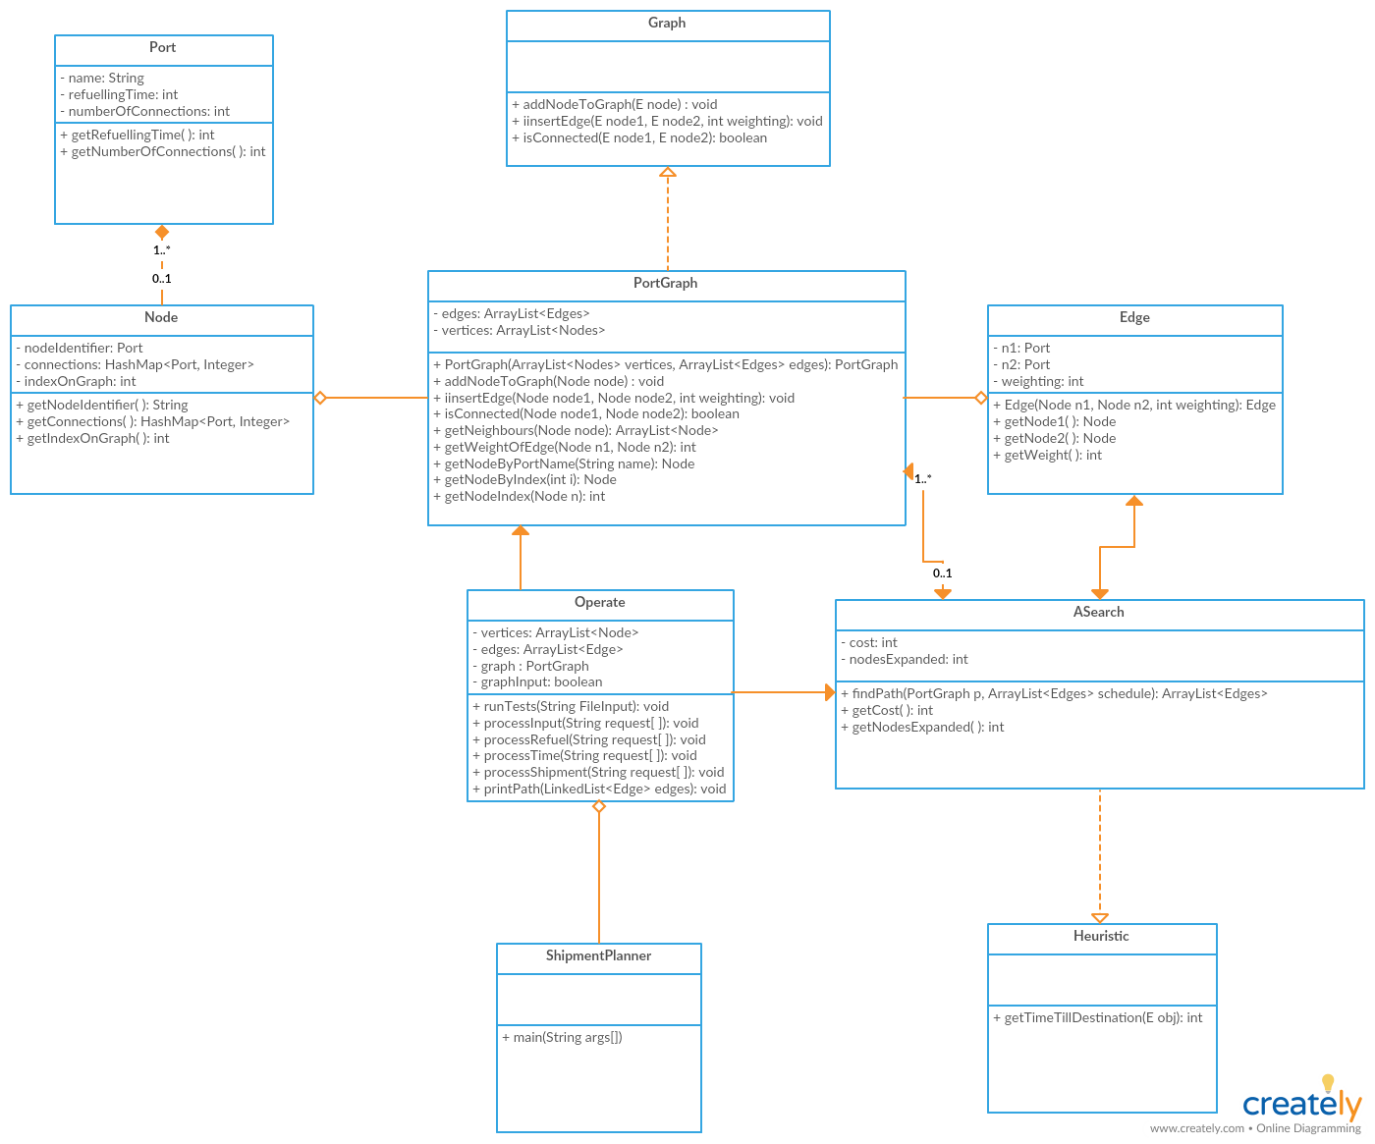 Graph
+ addNodeToGraph(E node) : void
+ iinsertEdge(E node1, E node2, int weighting): void
+ isConnected(E node1, E node2): boolean
Port
- name: String
- refuellingTime: int
- numberOfConnections: int
+ getRefuellingTime( ): int
+ getNumberOfConnections( ): int
1..*
0..1
Node
- nodeIdentifier: Port
- connections: HashMap<Port, Integer>
- indexOnGraph: int
+ getNodeIdentifier( ): String
+ getConnections( ): HashMap<Port, Integer>
+ getIndexOnGraph( ): int
PortGraph
- edges: ArrayList<Edges>
- vertices: ArrayList<Nodes>
+ PortGraph(ArrayList<Nodes> vertices, ArrayList<Edges> edges): PortGraph
+ addNodeToGraph(Node node) : void
+ iinsertEdge(Node node1, Node node2, int weighting): void
+ isConnected(Node node1, Node node2): boolean
+ getNeighbours(Node node): ArrayList<Node>
+ getWeightOfEdge(Node n1, Node n2): int
+ getNodeByPortName(String name): Node
+ getNodeByIndex(int i): Node
+ getNodeIndex(Node n): int
Edge
- n1: Port
- n2: Port
- weighting: int
+ Edge(Node n1, Node n2, int weighting): Edge
+ getNode1( ): Node
+ getNode2( ): Node
+ getWeight( ): int
1..*
0..1
Operate
- vertices: ArrayList<Node>
- edges: ArrayList<Edge>
- graph : PortGraph
- graphInput: boolean
+ runTests(String FileInput): void
+ processInput(String request[ ]): void
+ processRefuel(String request[ ]): void
+ processTime(String request[ ]): void
+ processShipment(String request[ ]): void
+ printPath(LinkedList<Edge> edges): void
ASearch
- cost: int
- nodesExpanded: int
+ findPath(PortGraph p, ArrayList<Edges> schedule): ArrayList<Edges>
+ getCost( ): int
+ getNodesExpanded( ): int
ShipmentPlanner
+ main(String args[])
Heuristic
+ getTimeTillDestination(E obj): int
creately
www.creately.com • Online Diagramming